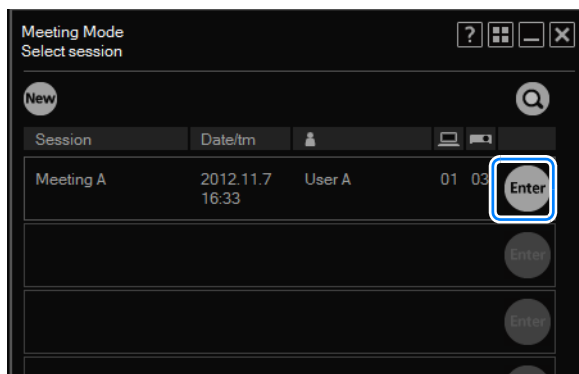 Meeting Mode
Select session
?
New
Session Date/tm
Meeting A 2012.11.7 User A 01 03 Enter
16:33
Enter
Enter